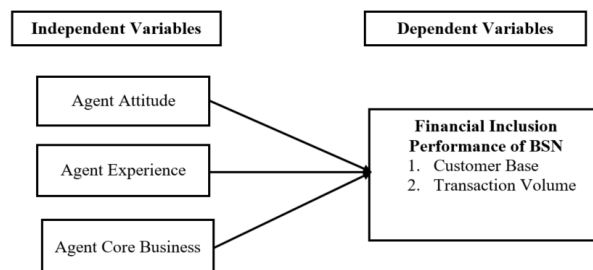 Independent Variables
Dependent Variables
Agent Attitude
Agent Experience
Agent Core Business
Financial Inclusion
Performance of BSN
1. Customer Base
2. Transaction Volume